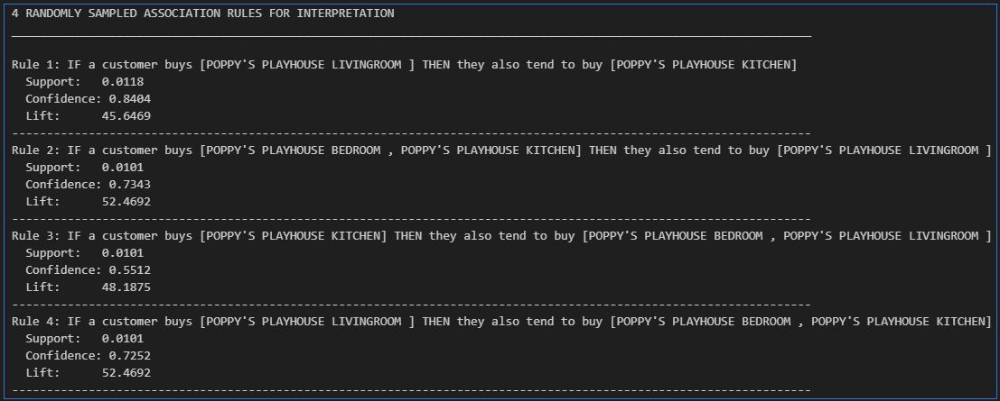 4 RANDOMLY SAMPLED ASSOCIATION RULES FOR INTERPRETATION
Rule 1: IF a customer buys [POPPY'S PLAYHOUSE LIVINGROOM ] THEN they also tend to buy [POPPY'S PLAYHOUSE KITCHEN]
Support: 0.0118
Confidence: 0.8404
Lift: 45.6469
Rule 2: IF a customer buys [POPPY'S PLAYHOUSE BEDROOM , POPPY'S PLAYHOUSE KITCHEN] THEN they also tend to buy [POPPY'S PLAYHOUSE LIVINGROOM ]
Support: 0.0101
Confidence: 0.7343
Lift: 52.4692
Rule 3: IF a customer buys [POPPY'S PLAYHOUSE KITCHEN] THEN they also tend to buy [POPPY'S PLAYHOUSE BEDROOM , POPPY'S PLAYHOUSE LIVINGROOM ]
Support: 0.0101
Confidence: 0.5512
Lift: 48.1875
Rule 4: IF a customer buys [POPPY'S PLAYHOUSE LIVINGROOM ] THEN they also tend to buy [POPPY'S PLAYHOUSE BEDROOM , POPPY'S PLAYHOUSE KITCHEN]
Support: 0.0101
Confidence: 0.7252
Lift: 52.4692